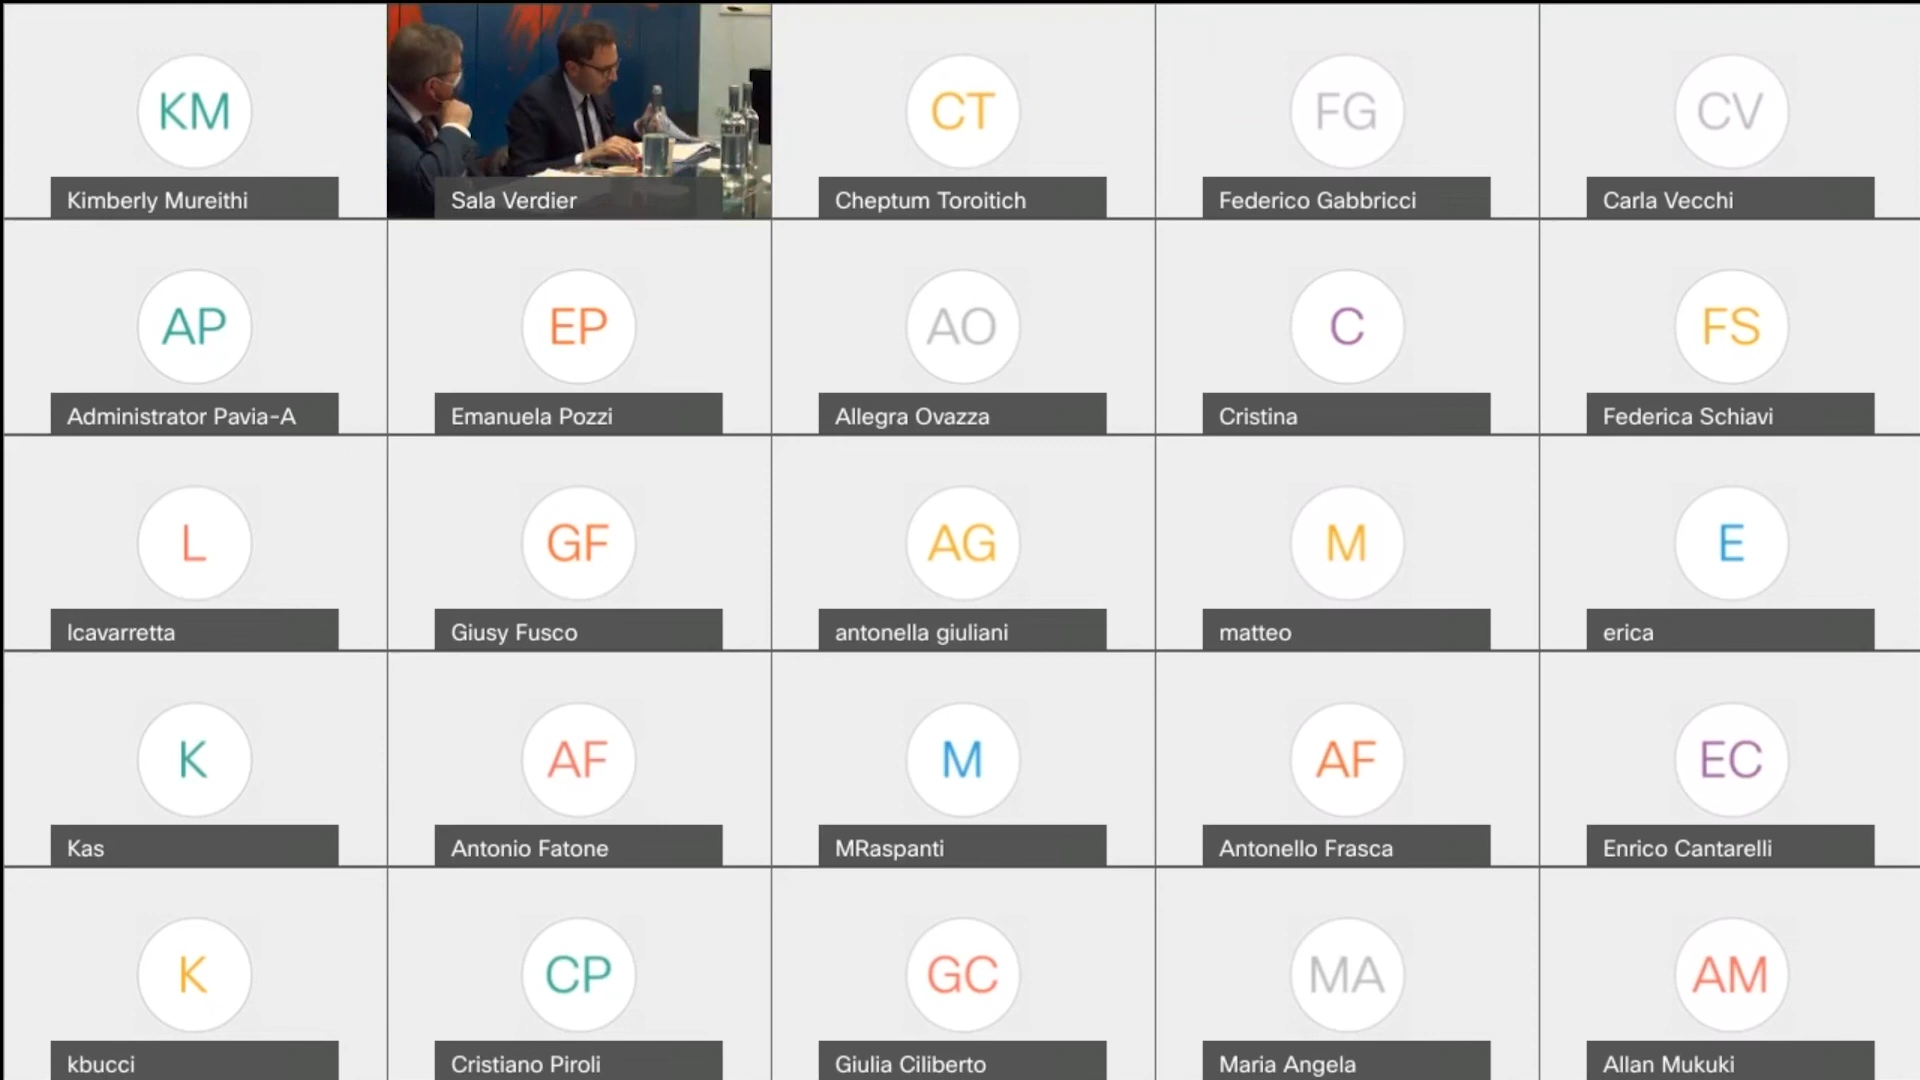 KM
CT
FG
CV
Kimberly Mureithi
Sala Verdier
Cheptum Toroitich
Federico Gabbricci
Carla Vecchi
AP
EP
AO
C
FS
Administrator Pavia-A
Emanuela Pozzi
Allegra Ovazza
Cristina
Federica Schiavi
L
GF
AG
M
E
lcavarretta
Giusy Fusco
antonella giuliani
matteo
erica
K
AF
M
AF
EC
Kas
Antonio Fatone
MRaspanti
Antonello Frasca
Enrico Cantarelli
K
CP
GC
MA
AM
kbucci
Cristiano Piroli
Giulia Ciliberto
Maria Angela
Allan Mukuki